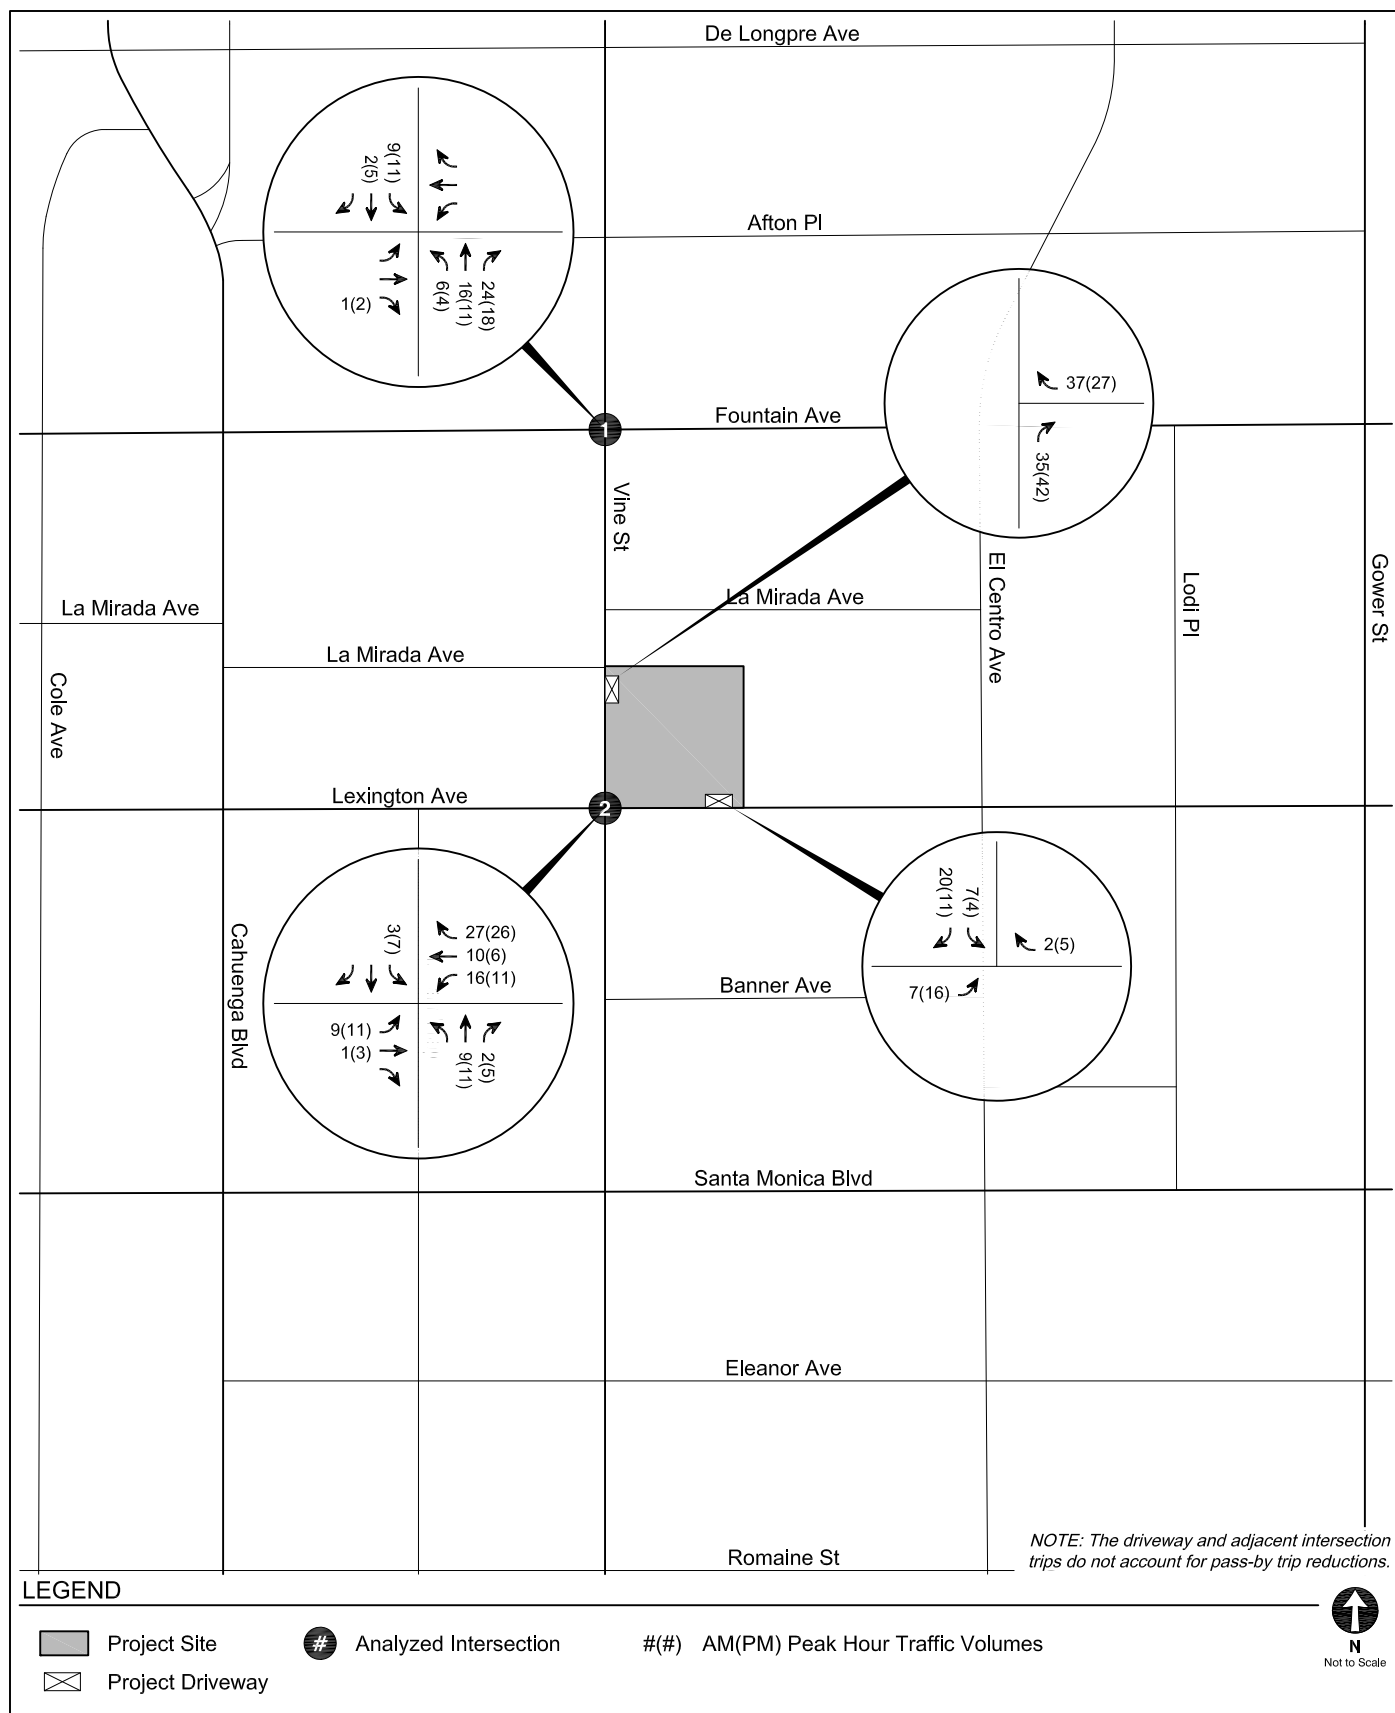 De Longpre Ave
9(11)
2(5)
Afton Pl
1(2)
6(4)
16(11)
24(18)
37(27)
35(42)
Fountain Ave
1
Vine St
La Mirada Ave
La Mirada Ave
La Mirada Ave
El Centro Ave
Lodi Pl
Gower St
Cole Ave
Lexington Ave
2
20(11)
7(4)
2(5)
7(16)
3(7)
27(26)
10(6)
16(11)
9(11)
1(3)
9(11)
2(5)
Cahuenga Blvd
Banner Ave
Santa Monica Blvd
Eleanor Ave
Romaine St
NOTE: The driveway and adjacent intersection
trips do not account for pass-by trip reductions.
LEGEND
Project Site
# Analyzed Intersection
#(#) AM(PM) Peak Hour Traffic Volumes
Project Driveway
N
Not to Scale